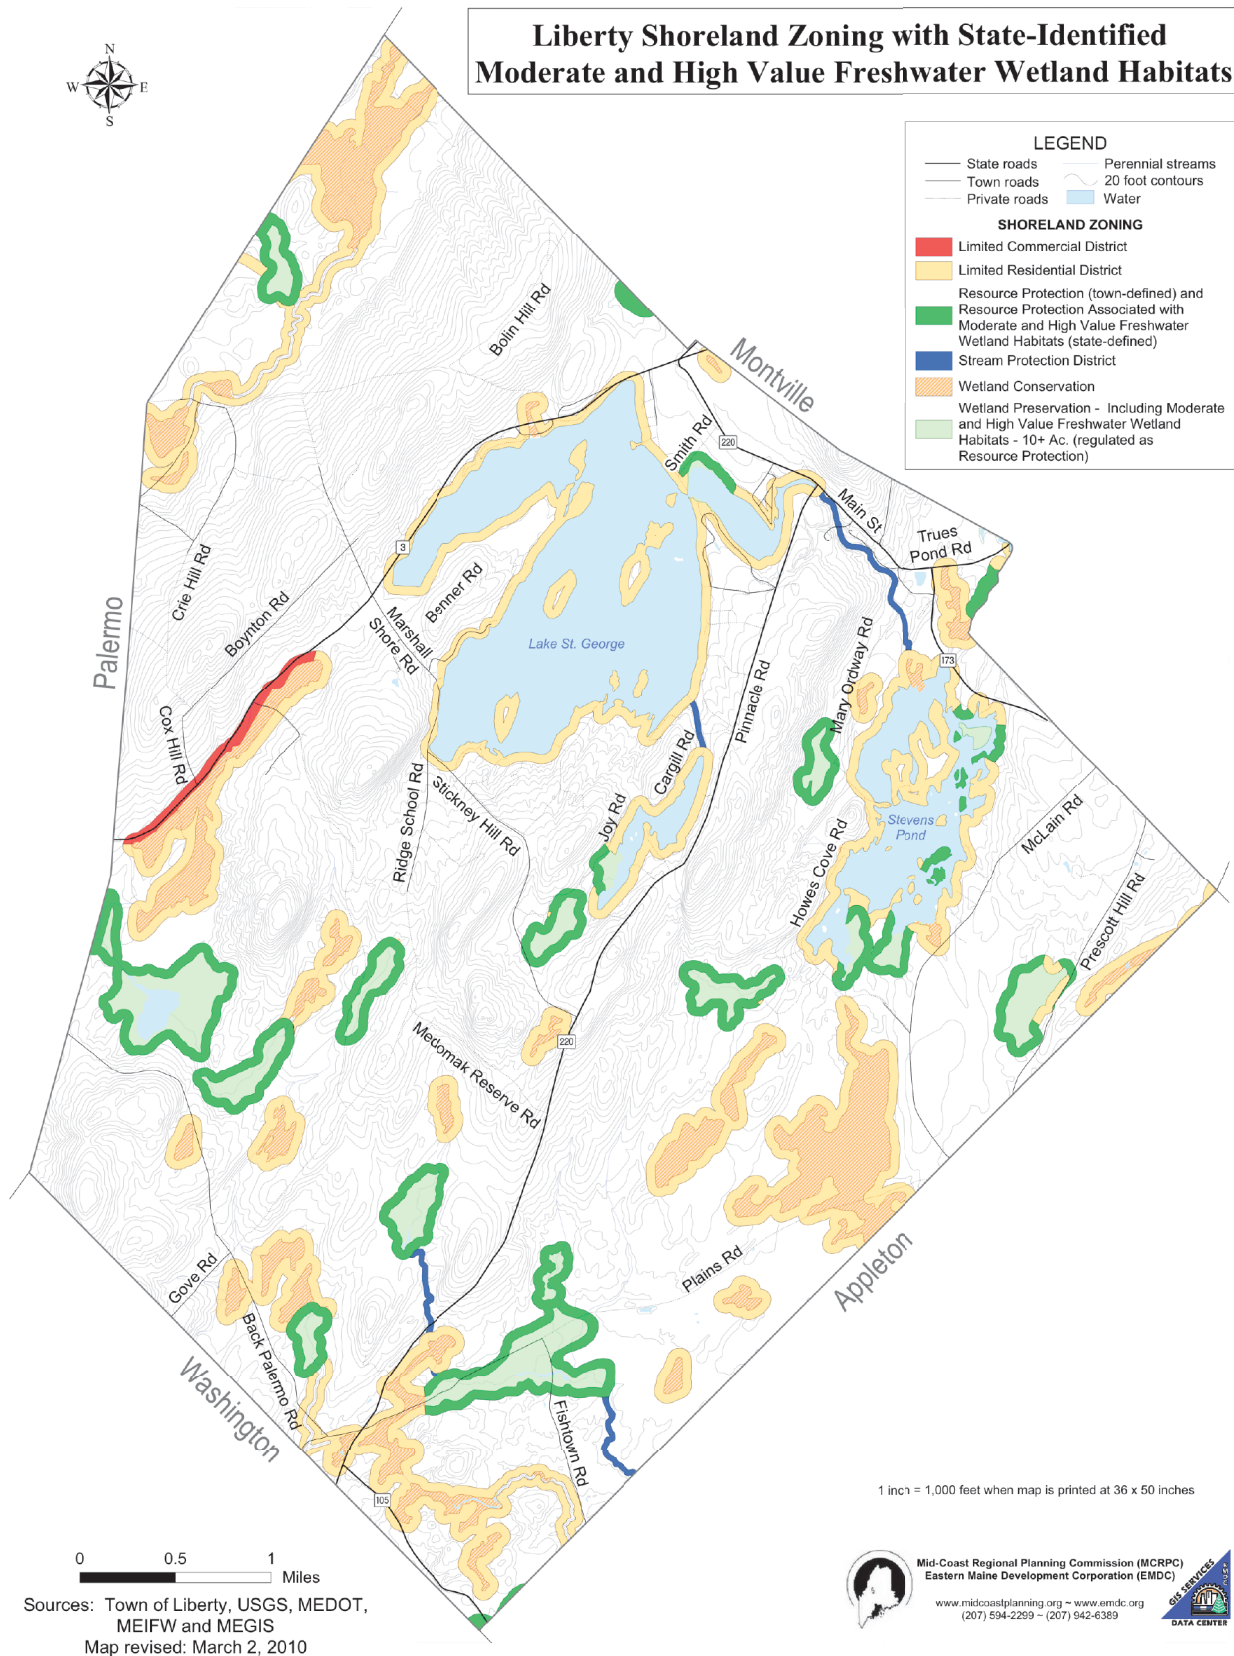 Liberty Shoreland Zoning with State-Identified
Moderate and High Value Freshwater Wetland Habitats
N
W
E
S
LEGEND
State roads
Town roads
Private roads
Perennial streams
20 foot contours
Water
SHORELAND ZONING
Limited Commercial District
Limited Residential District
Resource Protection (town-defined) and
Resource Protection Associated with
Moderate and High Value Freshwater
Wetland Habitats (state-defined)
Stream Protection District
Wetland Conservation
Wetland Preservation - Including Moderate
and High Value Freshwater Wetland
Habitats - 10+ Ac. (regulated as
Resource Protection)
Bolin Hill Rd
Montville
Smith Rd
220
Main St
Trues
Pond Rd
3
Crie Hill Rd
Benner Rd
Boynton Rd
Marshall
Shore Rd
Palermo
Lake St. George
Mary Ordway Rd
173
Pinnacle Rd
Cox Hill Rd
Cargill Rd
Ridge School Rd
Stickney Hill Rd
Joy Rd
Stevens
Pond
McLain Rd
Howes Cove Rd
Prescott Hill Rd
Medomak Reserve Rd
220
Gove Rd
Plains Rd
Appleton
Back Palermo Rd
Washington
Fishtown Rd
105
1 inch = 1,000 feet when map is printed at 36 x 50 inches
0
0.5
1
Miles
Sources: Town of Liberty, USGS, MEDOT,
MEIFW and MEGIS
Map revised: March 2, 2010
Mid-Coast Regional Planning Commission (MCRPC)
Eastern Maine Development Corporation (EMDC)
www.midcoastplanning.org ~ www.emdc.org
(207) 594-2299 ~ (207) 942-6389
GIS SERVICES
DATA CENTER